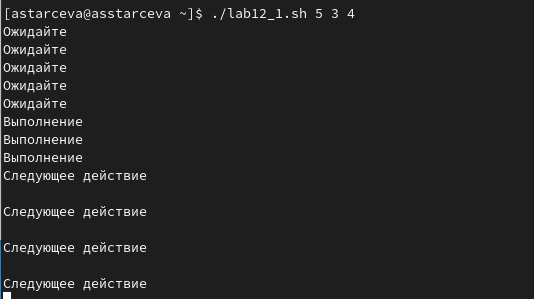 [astarceva@asstarceva ~]$ ./lab12_1.sh 5 3 4
Ожидайте
Ожидайте
Ожидайте
Ожидайте
Ожидайте
Выполнение
Выполнение
Выполнение
Следующее действие
Следующее действие
Следующее действие
Следующее действие